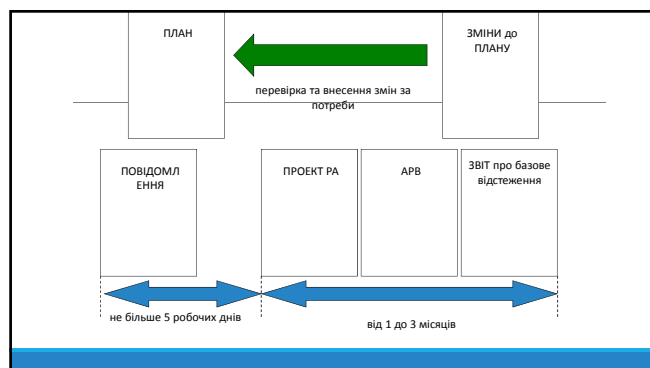 ПЛАН
ЗМІНИ до
ПЛАНУ
перевірка та внесення змін за
потреби
ПОВІДОМЛ
ЕННЯ
ПРОЕКТ РА
АРВ
ЗВІТ про базове
відстеження
не більше 5 робочих днів
від 1 до 3 місяців